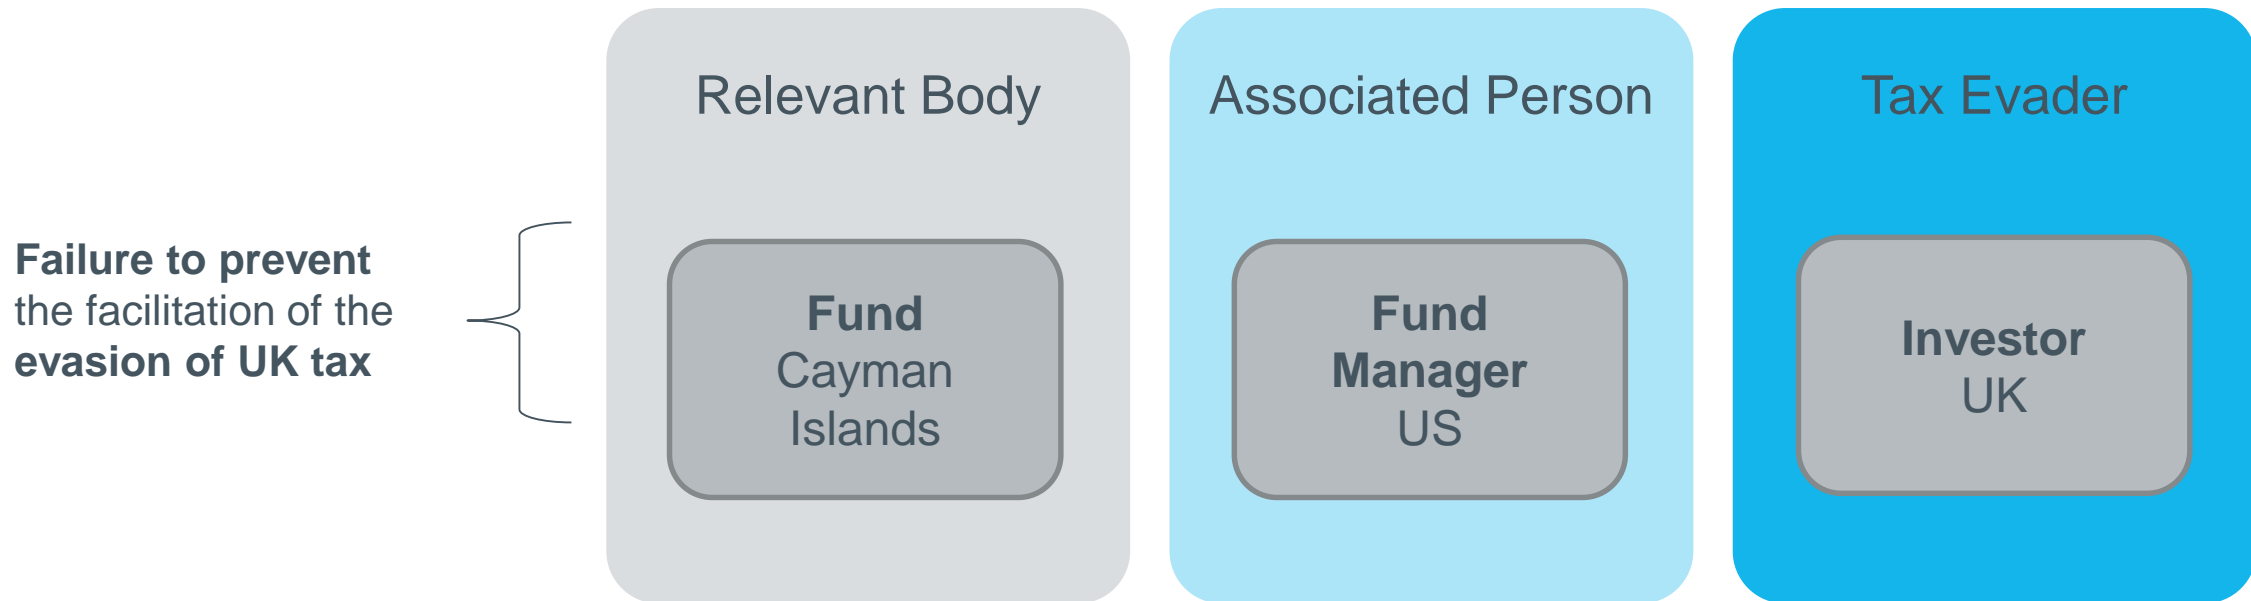 Failure to prevent
the facilitation of the
evasion of UK tax
Relevant Body
Fund
Cayman
Islands
Associated Person
Fund
Manager
US
Tax Evader
Investor
UK